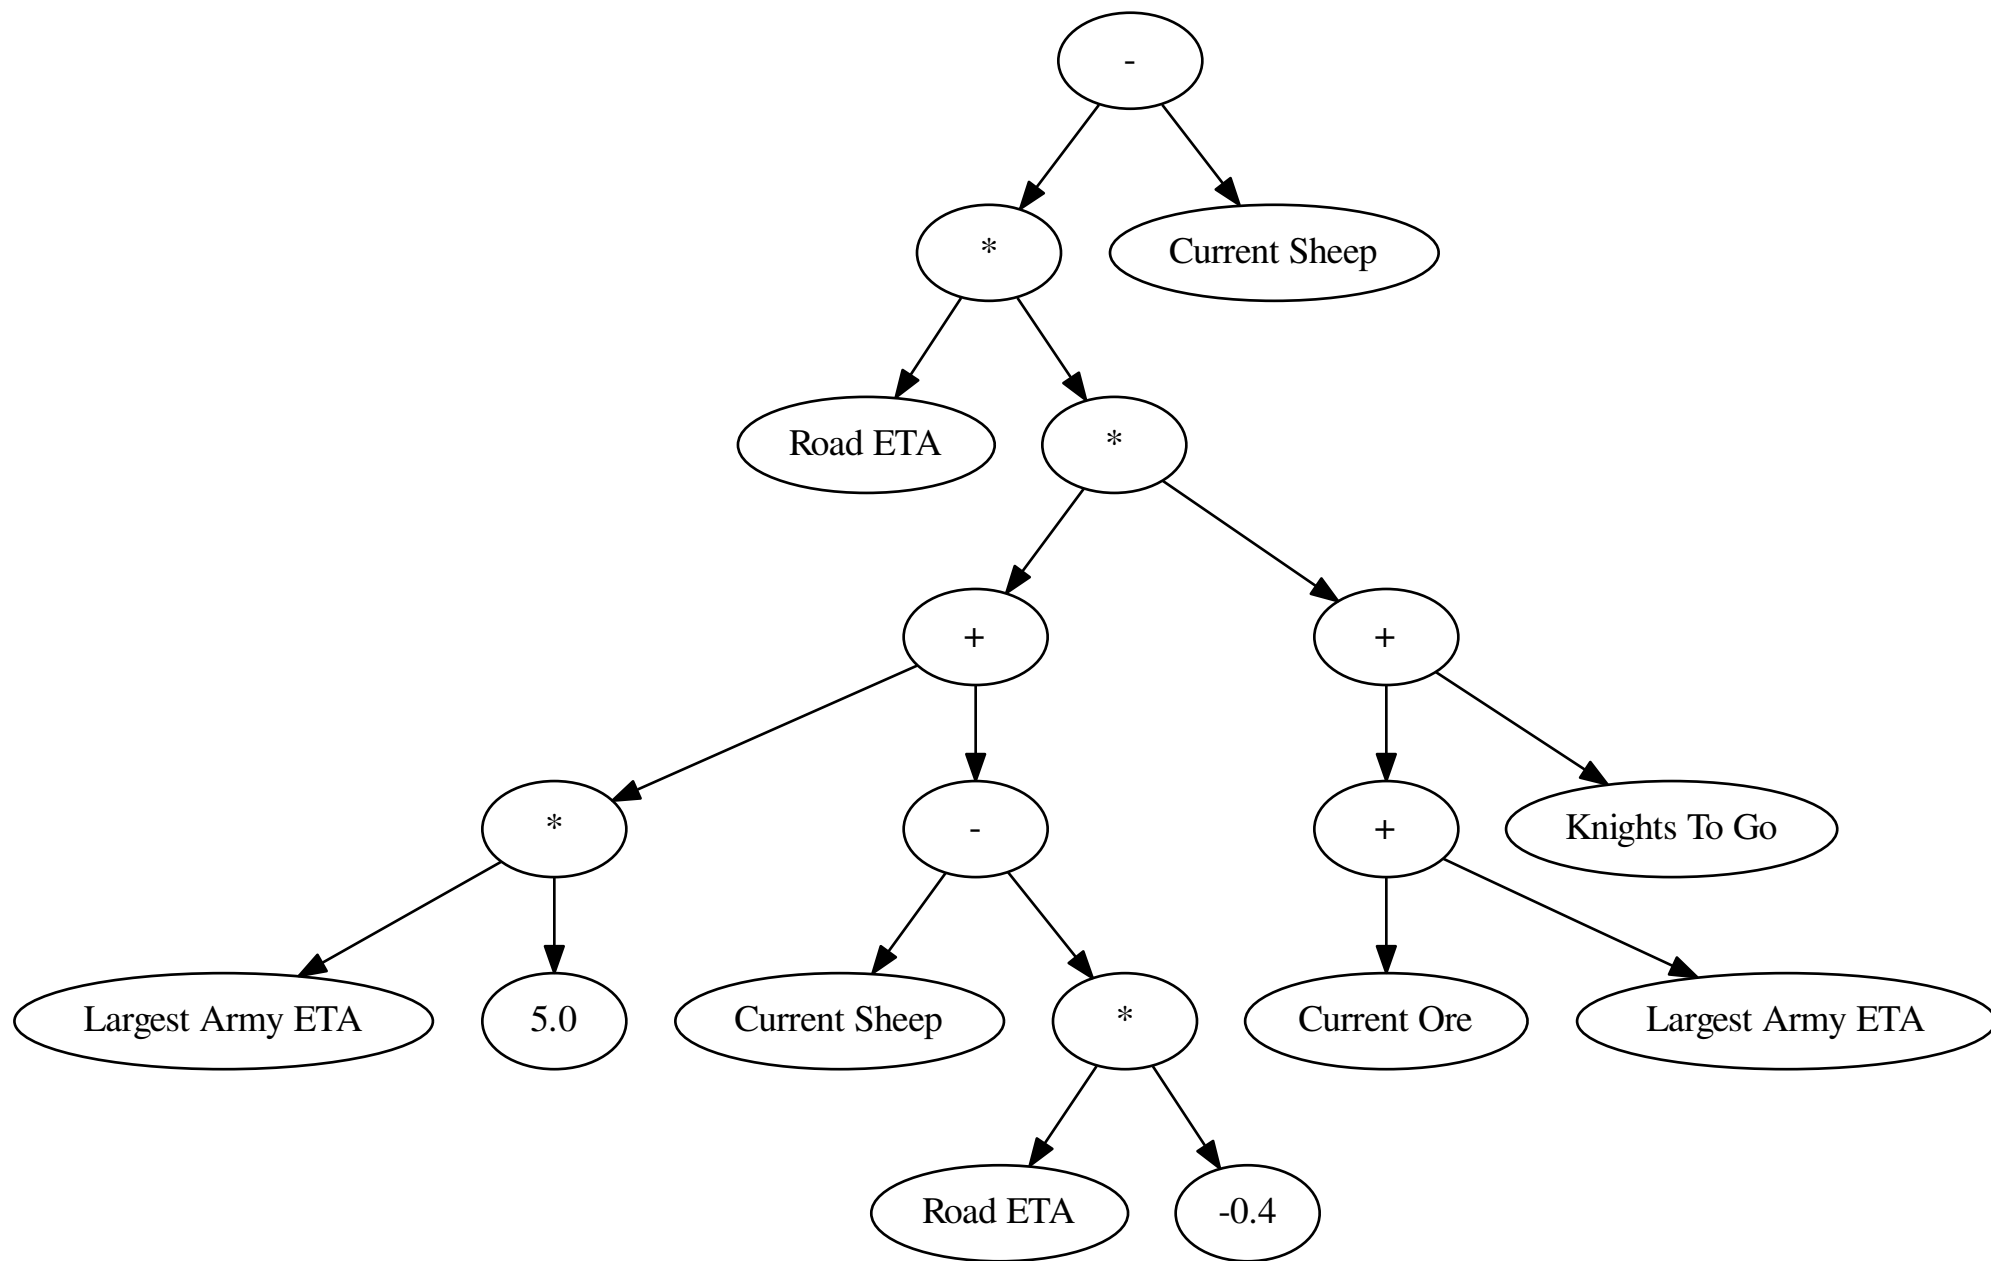 -
*
Current Sheep
Road ETA
*
+
+
*
-
+
Knights To Go
Largest Army ETA
5.0
Current Sheep
*
Current Ore
Largest Army ETA
Road ETA
-0.4